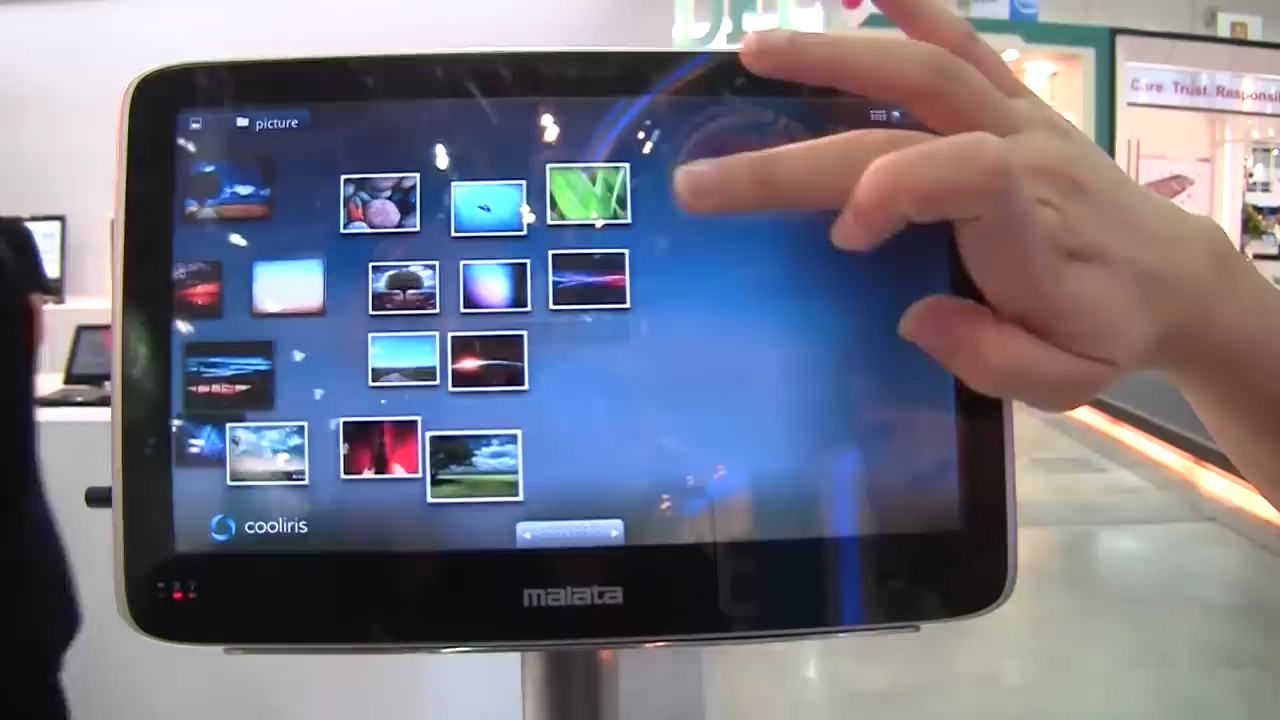 Care. Trust. Responsi
picture
cooliris
malata